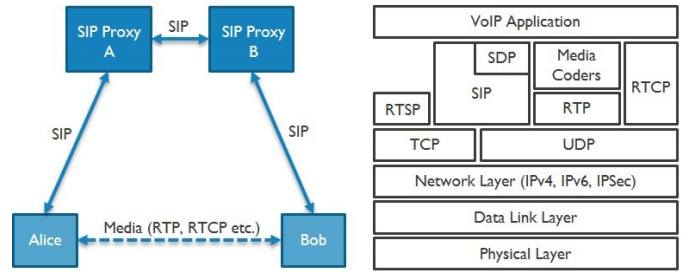 SIP Proxy
A
SIP
SIP Proxy
B
SIP
SIP
Alice
Media (RTP, RTCP etc.)
Bob
VoIP Application
SDP
SIP
Media
Coders
RTCP
RTSP
RTP
TCP
UDP
Network Layer (IPv4, IPv6, IPSec)
Data Link Layer
Physical Layer